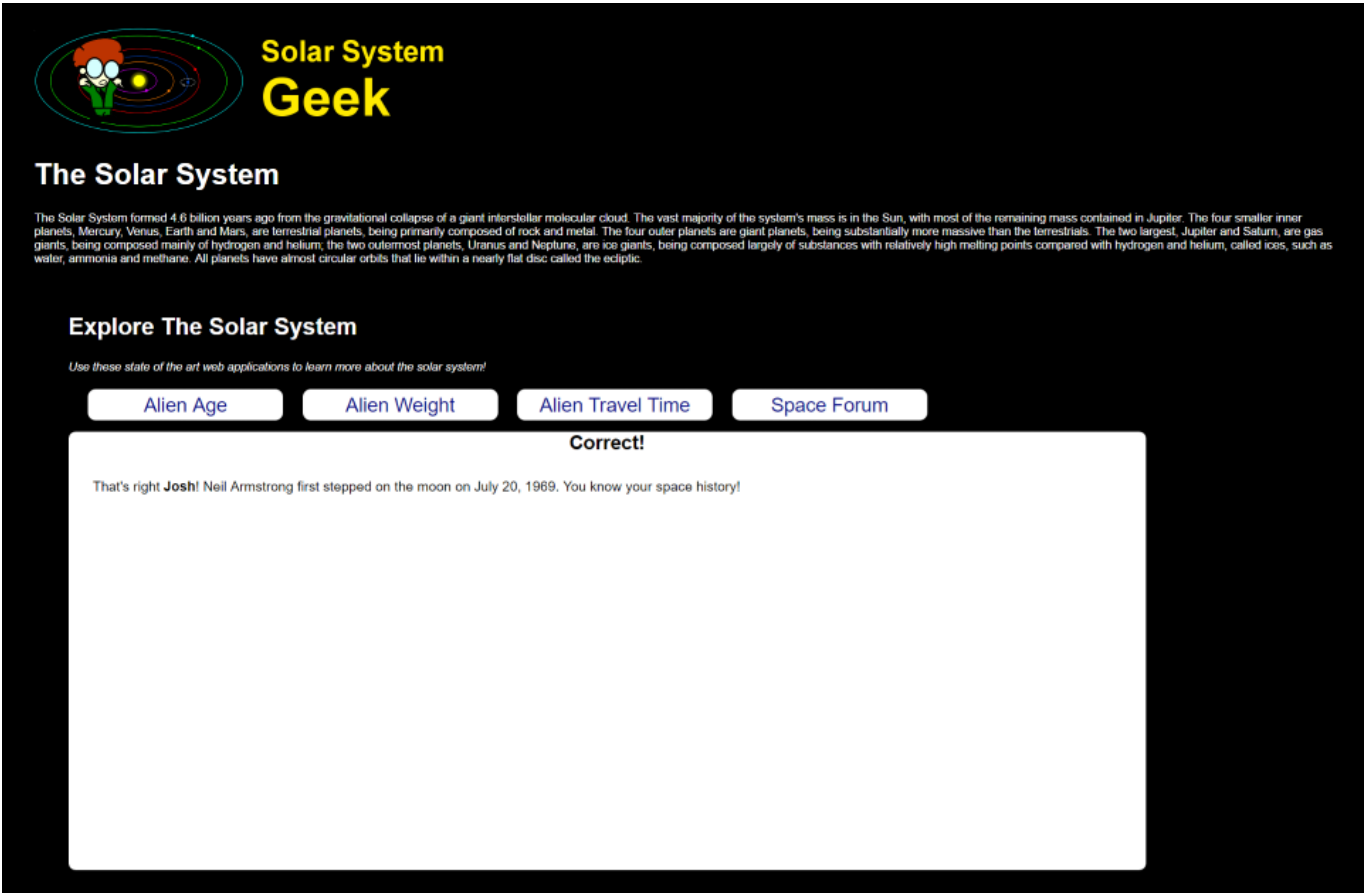 Solar System
Geek
The Solar System
The Solar System formed 4.6 billion years ago from the gravitational collapse of a giant interstellar molecular cloud. The vast majority of the system's mass is in the Sun, with most of the remaining mass contained in Jupiter. The four smaller inner
planets, Mercury, Venus, Earth and Mars, are terrestrial planets, being primarily composed of rock and metal. The four outer planets are giant planets, being substantially more massive than the terrestrials. The two largest, Jupiter and Saturn, are gas
giants, being composed mainly of hydrogen and helium; the two outermost planets, Uranus and Neptune, are ice giants, being composed largely of substances with relatively high melting points compared with hydrogen and helium, called ices, such as
water, ammonia and methane. All planets have almost circular orbits that lie within a nearly flat disc called the ecliptic.
Explore The Solar System
Use these state of the art web applications to learn more about the solar system!
Alien Age Alien Weight Alien Travel Time Space Forum
Correct!
That's right Josh! Neil Armstrong first stepped on the moon on July 20, 1969. You know your space history!